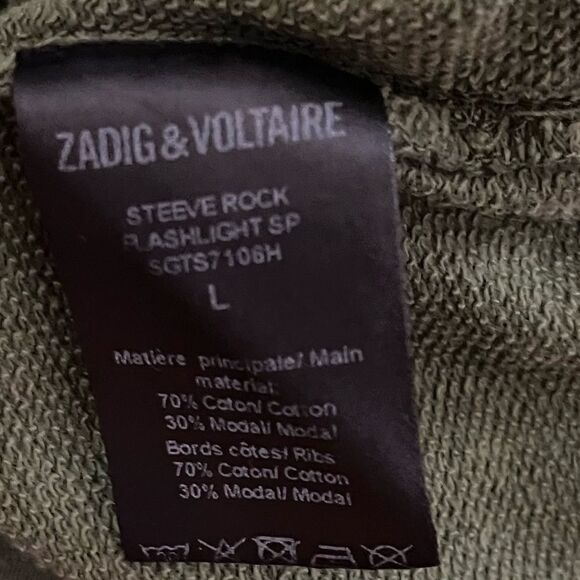 ZADIG & VOLTAIRE
STEEVE ROCK
FLASHLIGHT SP
SGTS7106H
L
Matière principale/ Main
material:
70% Coton/ Cotton
30% Modal/ Modal
Bords côtes/ Ribs
70% Coton/ Cotton
30% Modal/ Modal